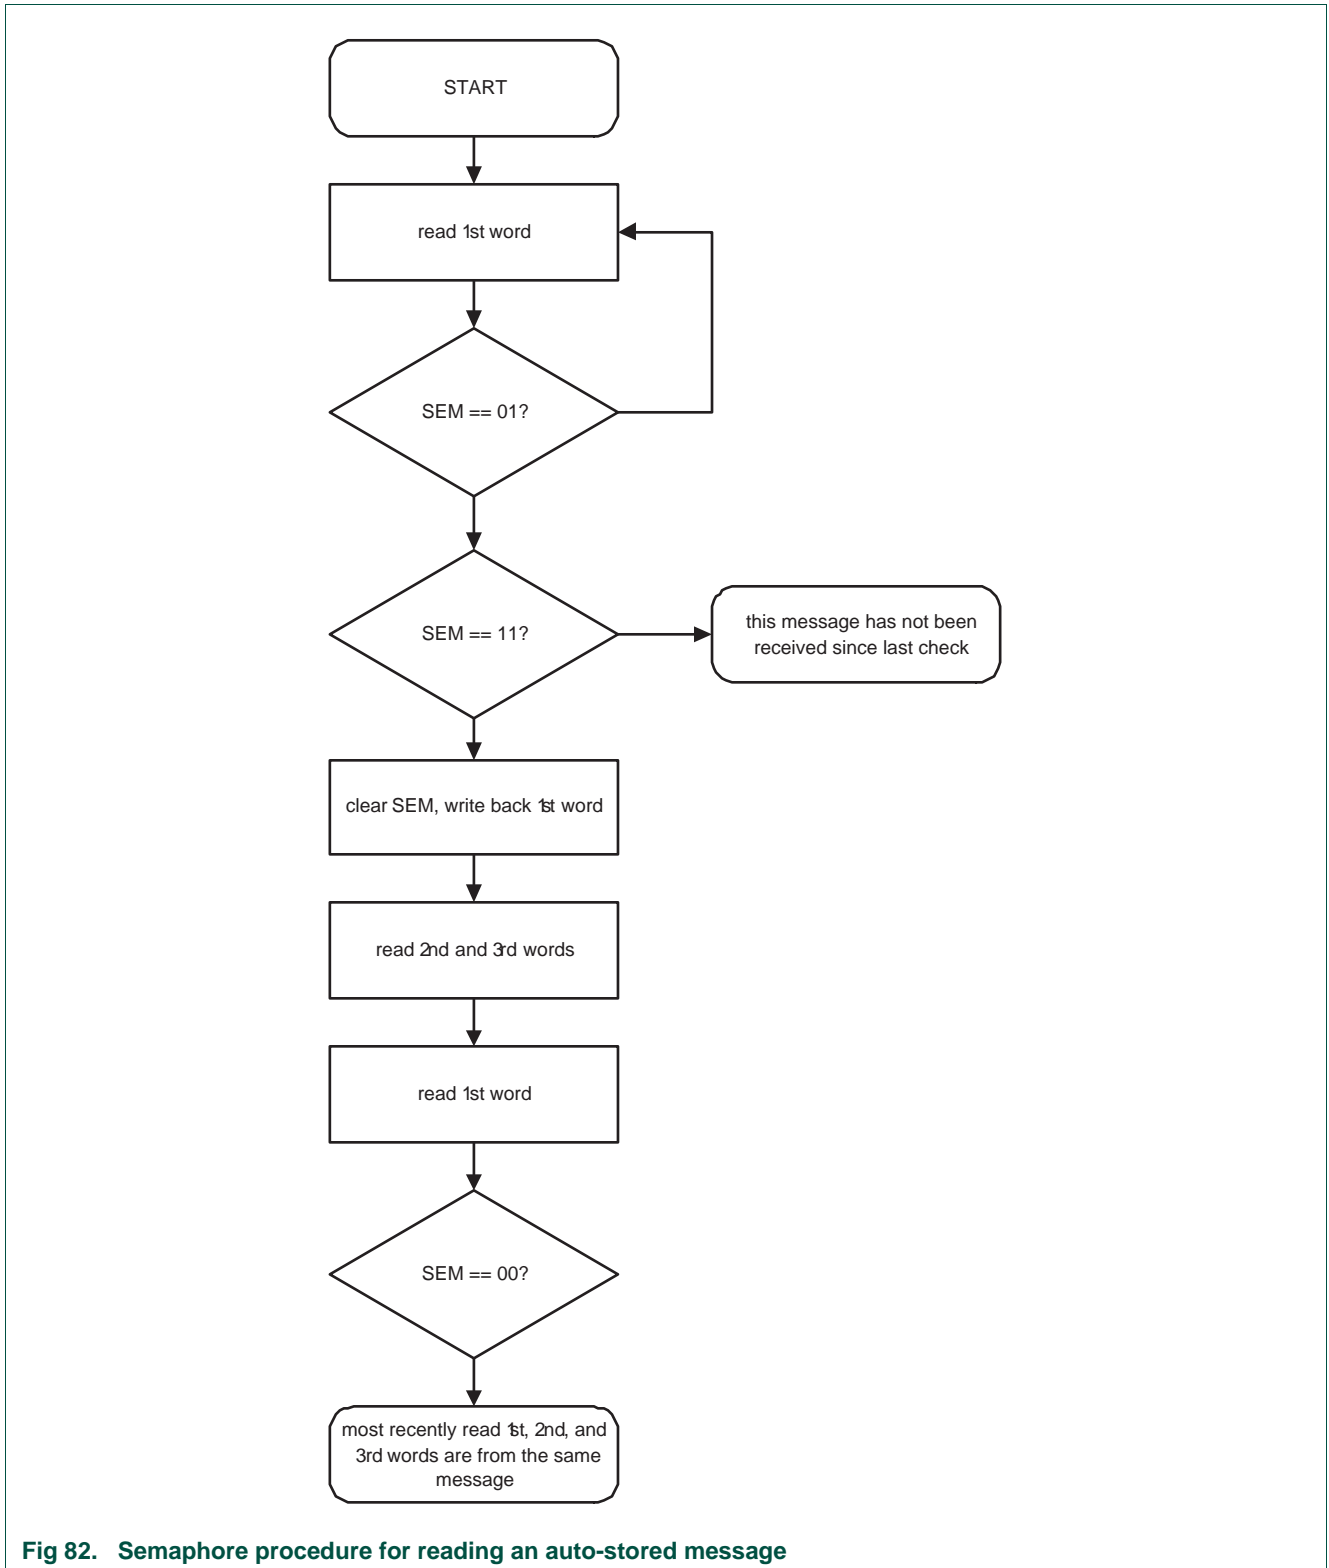 START
read 1st word
SEM == 01?
SEM == 11?
this message has not been
received since last check
clear SEM, write back 1st word
read 2nd and 3rd words
read 1st word
SEM == 00?
most recently read 1st, 2nd, and
3rd words are from the same
message
Fig 82. Semaphore procedure for reading an auto-stored message